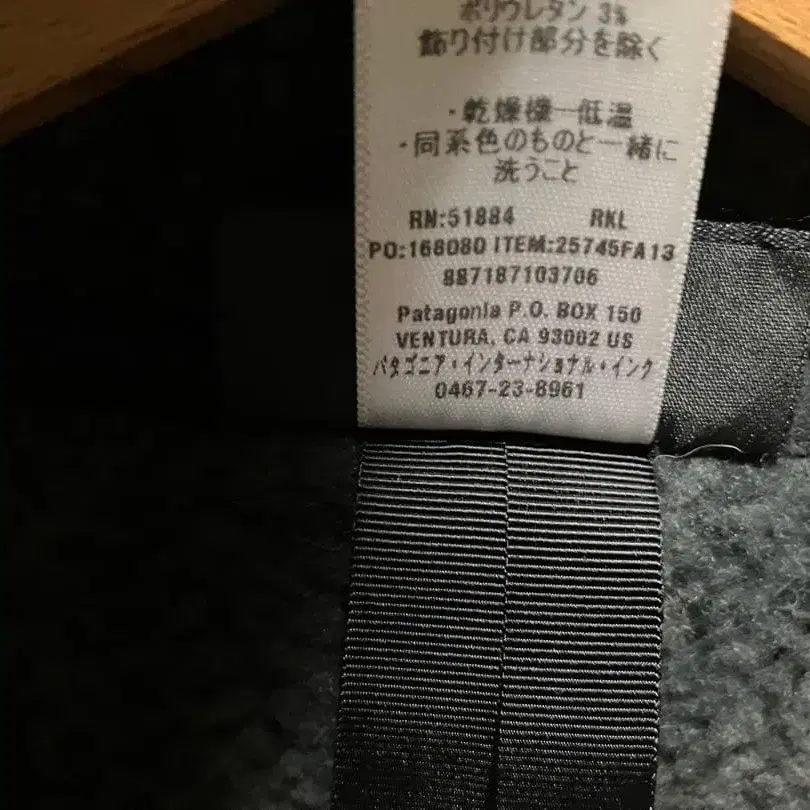 ポリウレタン 3%
飾り付け部分を除く
・乾燥機ー低温
・同系色のものと一緒に
洗うこと
RN:51884 RKL
PO:168080 ITEM:25745FA13
887187103706
Patagonia P.O. BOX 150
VENTURA, CA 93002 US
パタゴニア・インターナショナル・インク
0467-23-8961